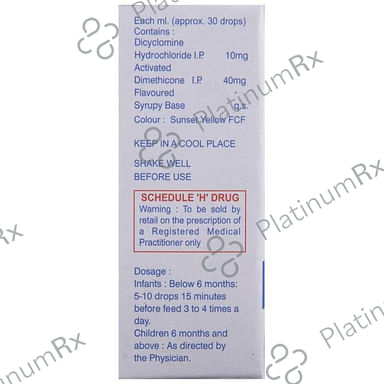 Each ml. (approx. 30 drops)
Contains :
Dicyclomine
Hydrochloride I.P 10mg
Activated
Dimethicone I.P 40mg
Flavoured
Syrupy Base q.s.
Colour : Sunset Yellow FCF
KEEP IN A COOL PLACE
SHAKE WELL
BEFORE USE
SCHEDULE 'H' DRUG
Warning : To be sold by
retail on the prescription of
a Registered Medical
Practitioner only
Dosage :
Infants : Below 6 months:
5-10 drops 15 minutes
before feed 3 to 4 times a
day.
Children 6 months and
above : As directed by
the Physician.
PlatinumRx
PlatinumRx
PlatinumRx
PlatinumRx